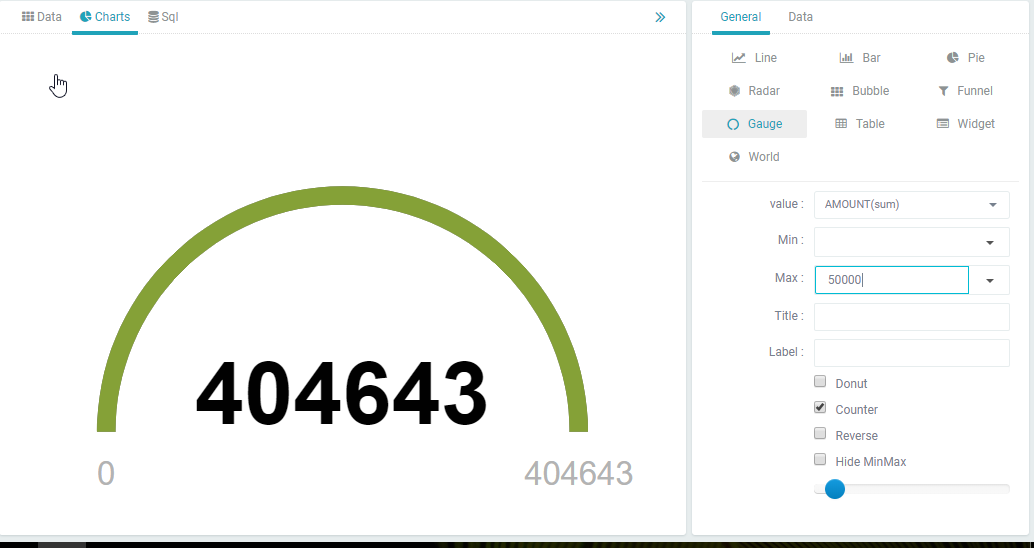 Data Charts Sql
General Data
Line Bar Pie
Radar Bubble Funnel
Gauge Table Widget
World
value : AMOUNT(sum)
Min :
Max : 50000
Title :
Label :
Donut
Counter
Reverse
Hide MinMax
404643
0 404643